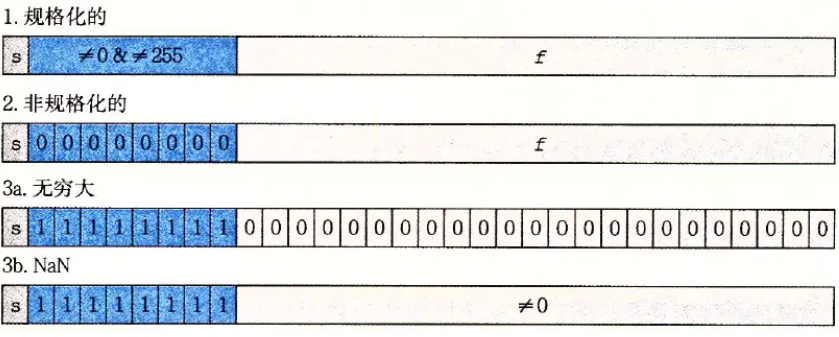 1. 规格化的
s ≠0 & ≠255 f
2. 非规格化的
s 0 0 0 0 0 0 0 0 f
3a. 无穷大
s 1 1 1 1 1 1 1 1 0 0 0 0 0 0 0 0 0 0 0 0 0 0 0 0 0 0 0 0 0 0 0
3b. NaN
s 1 1 1 1 1 1 1 1 ≠0